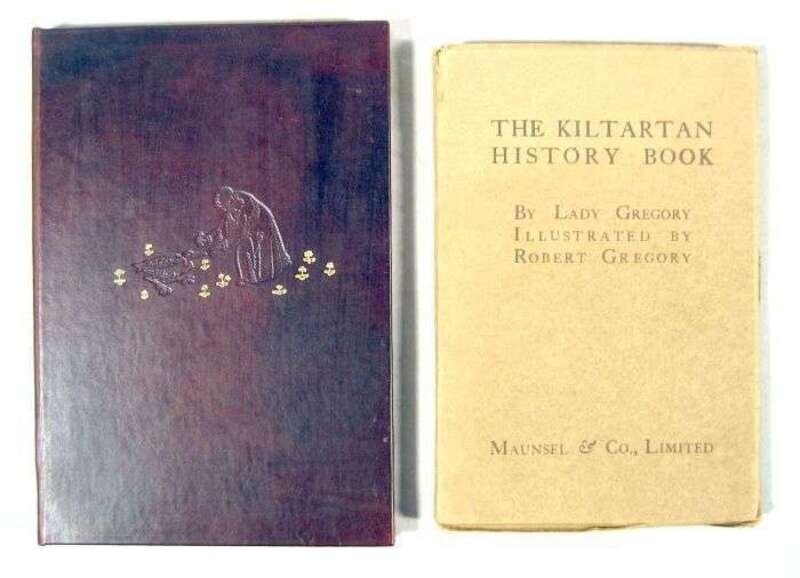 THE KILTARTAN
HISTORY BOOK
BY LADY GREGORY
ILLUSTRATED BY
ROBERT GREGORY
MAUNSEL & CO., LIMITED